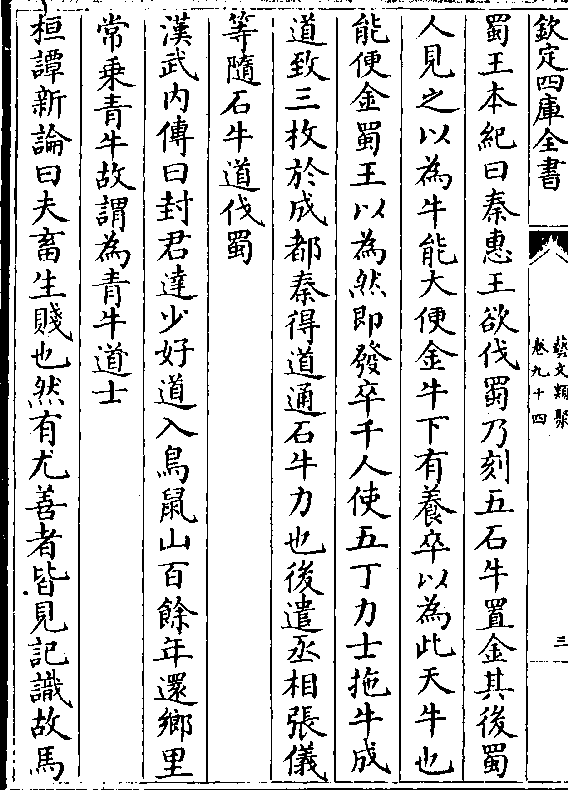 欽定四庫全書
藝文類聚
卷九十四
三
蜀王本紀曰秦惠王欲伐蜀乃刻五石牛置金其後蜀
人見之以為牛能大便金牛下有養卒以為此天牛也
能便金蜀王以為然即發卒千人使五丁力士拖牛成
道致三枚於成都秦得道通石牛力也後遣丞相張儀
等隨石牛道伐蜀
漢武内傳曰封君達少好道入鳥鼠山百餘年還鄉里
常乗青牛故謂為青牛道士
桓譚新論曰夫畜生賤也然有尤善者皆見記識故馬